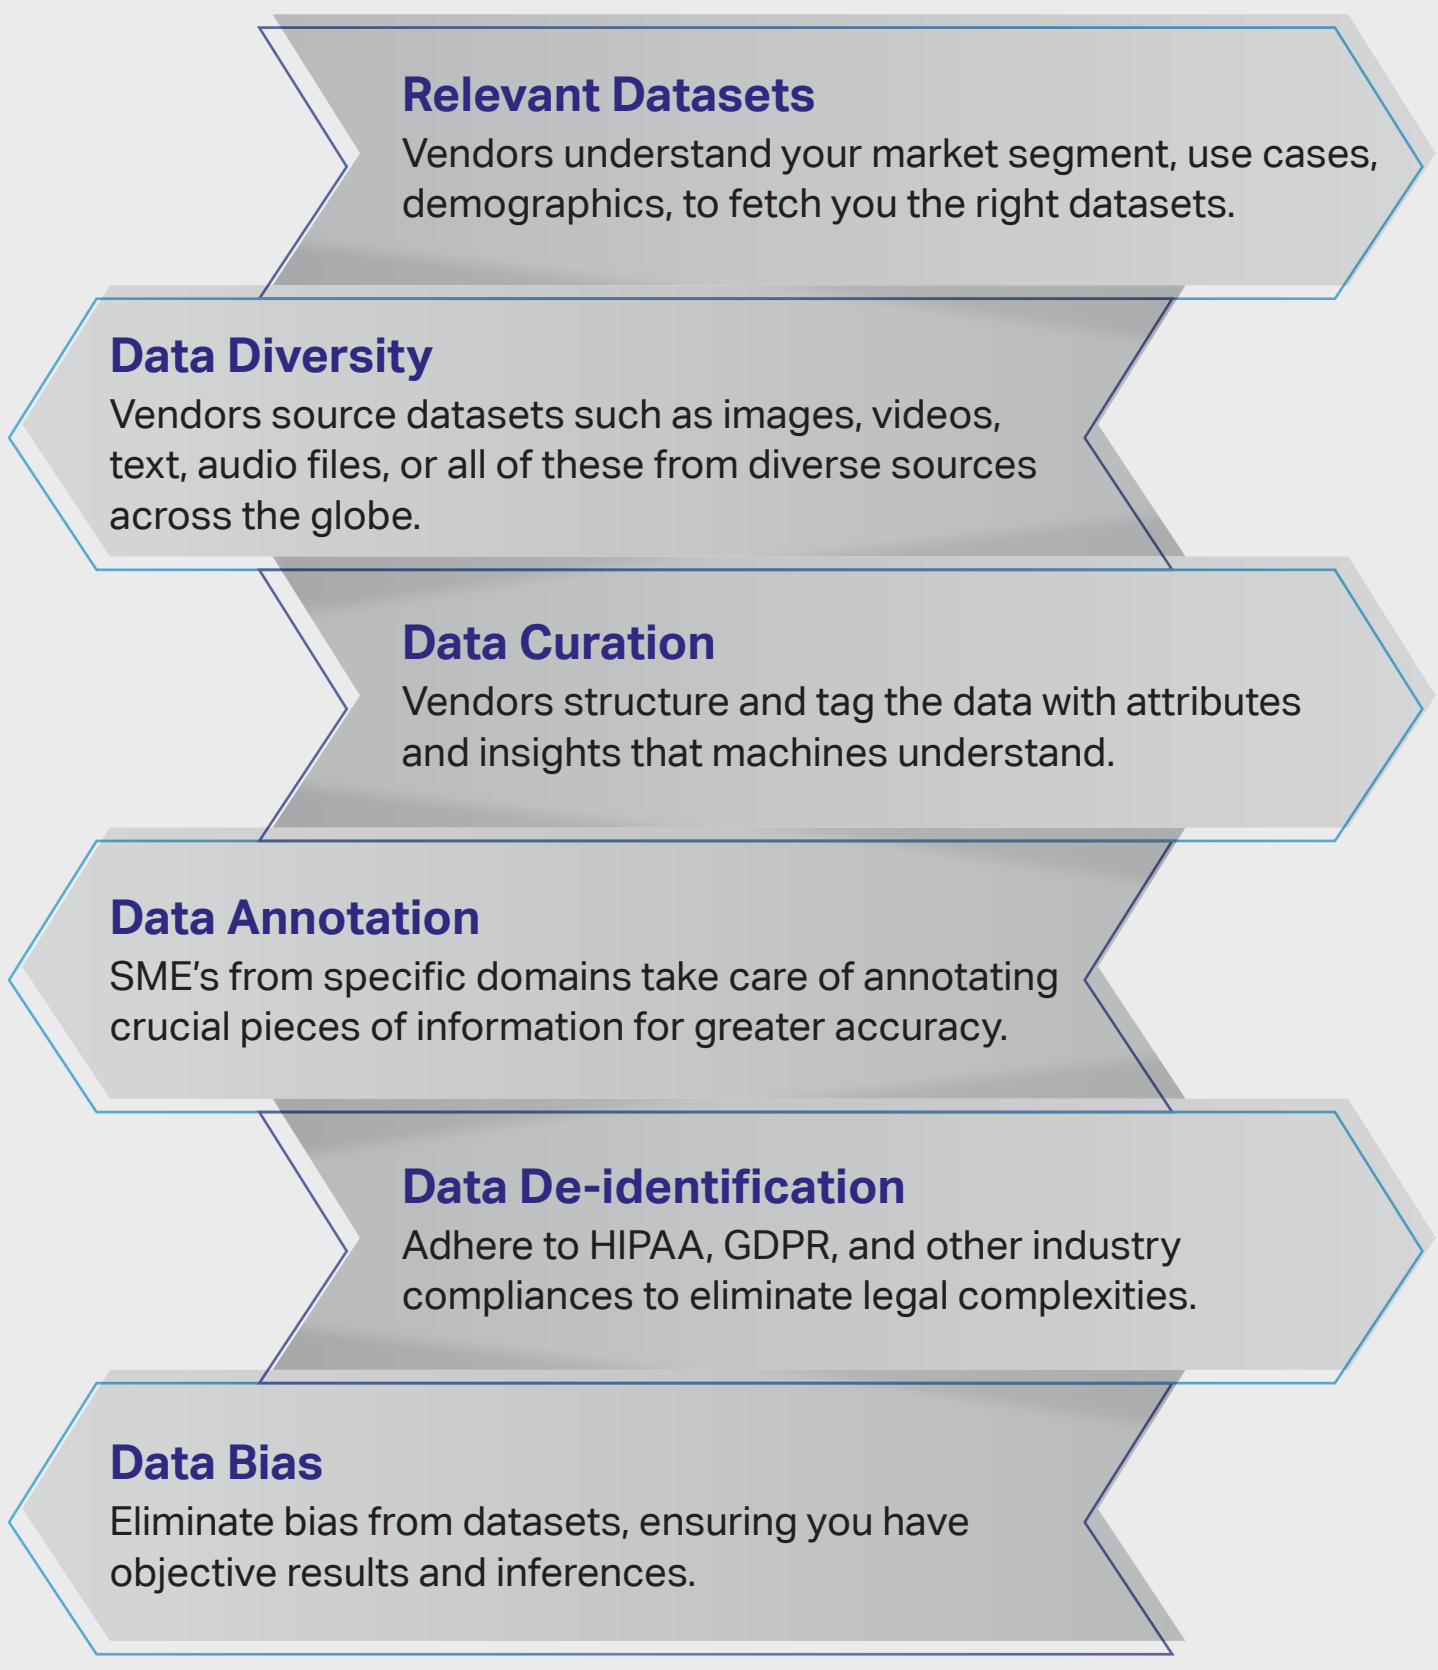 Relevant Datasets
Vendors understand your market segment, use cases,
demographics, to fetch you the right datasets.
Data Diversity
Vendors source datasets such as images, videos,
text, audio files, or all of these from diverse sources
across the globe.
Data Curation
Vendors structure and tag the data with attributes
and insights that machines understand.
Data Annotation
SME's from specific domains take care of annotating
crucial pieces of information for greater accuracy.
Data De-identification
Adhere to HIPAA, GDPR, and other industry
compliances to eliminate legal complexities.
Data Bias
Eliminate bias from datasets, ensuring you have
objective results and inferences.